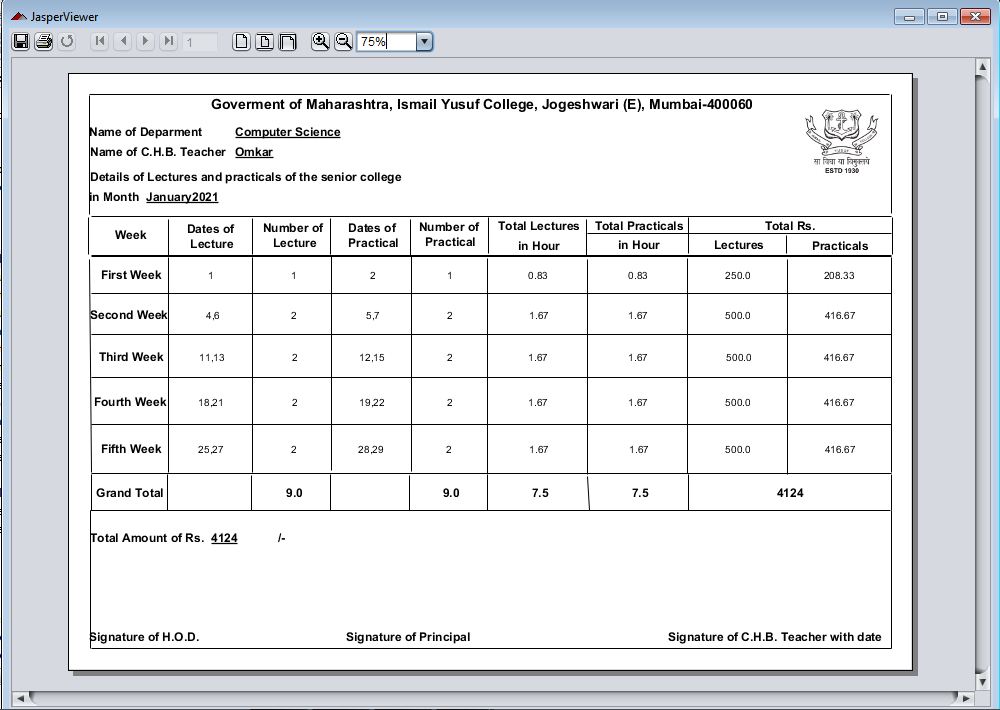 JasperViewer
1
75%
Goverment of Maharashtra, Ismail Yusuf College, Jogeshwari (E), Mumbai-400060
Name of Deparment Computer Science
Name of C.H.B. Teacher Omkar
सा विद्या या विमुक्तये
ESTD 1930
Details of Lectures and practicals of the senior college
in Month January2021
Week Dates of Lecture Number of Lecture Dates of Practical Number of Practical Total Lectures in Hour Total Practicals in Hour Total Rs. Lectures Practicals
First Week 1 1 2 1 0.83 0.83 250.0 208.33
Second Week 4,6 2 5,7 2 1.67 1.67 500.0 416.67
Third Week 11,13 2 12,15 2 1.67 1.67 500.0 416.67
Fourth Week 18,21 2 19,22 2 1.67 1.67 500.0 416.67
Fifth Week 25,27 2 28,29 2 1.67 1.67 500.0 416.67
Grand Total 9.0 9.0 7.5 7.5 4124
Total Amount of Rs. 4124 /-
Signature of H.O.D. Signature of Principal Signature of C.H.B. Teacher with date